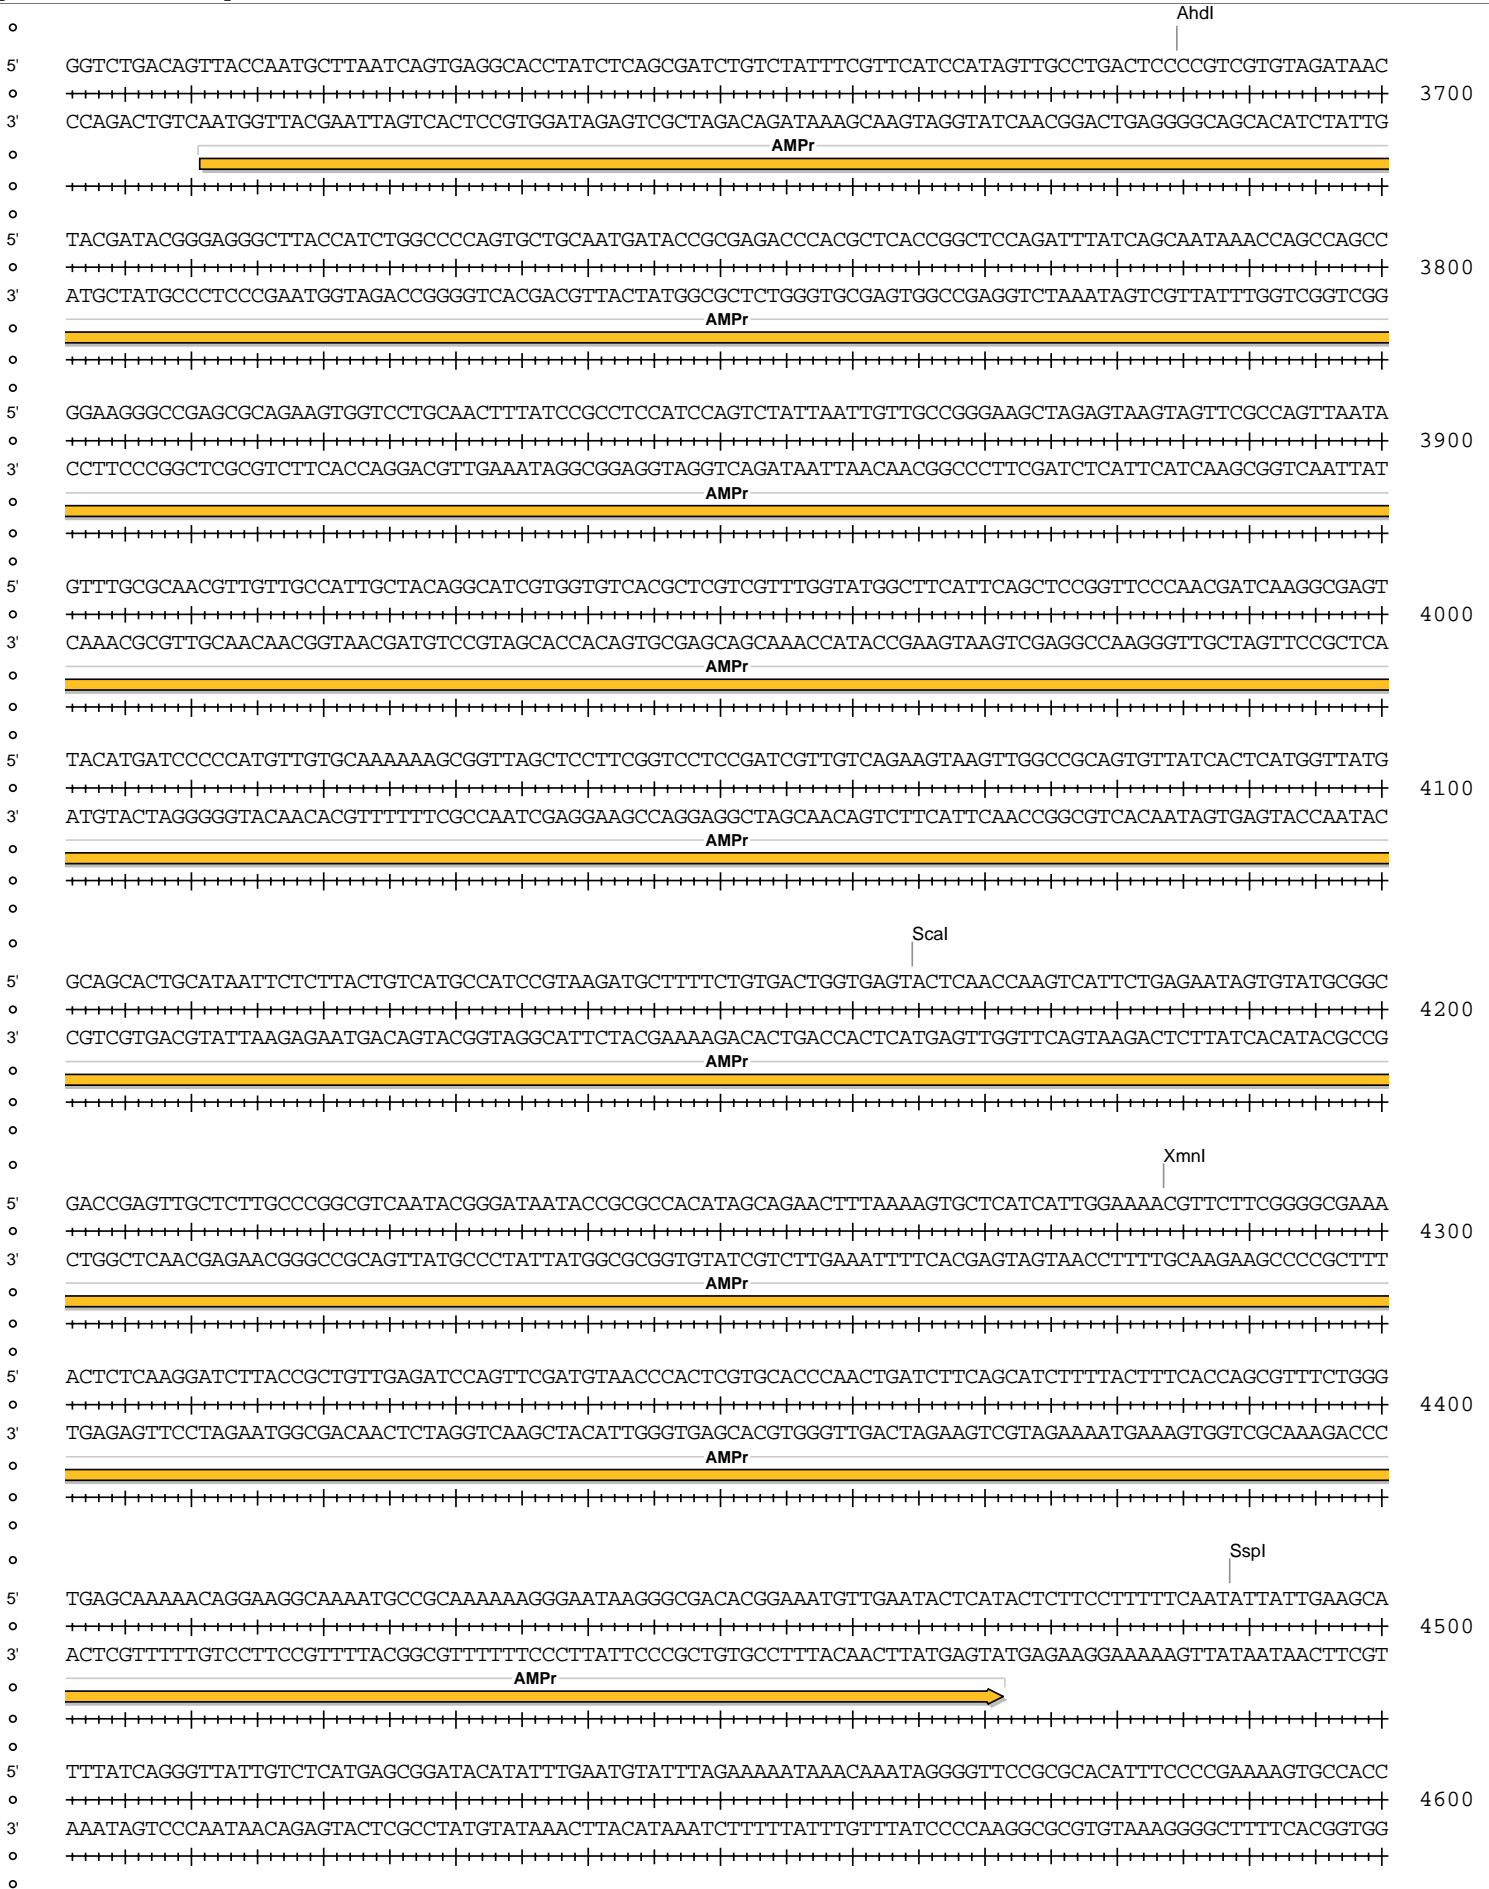 AhdI
5' GGTCTGACAGTTACCAATGCTTAATCAGTGAGGCACCTATCTCAGCGATCTGTCTATTTCGTTCATCCATAGTTGCCTGACTCCCCGTCGTGTAGATAAC
3700
3' CCAGACTGTCAATGGTTACGAATTAGTCACTCCGTGGATAGAGTCGCTAGACAGATAAAGCAAGTAGGTATCAACGGACTGAGGGGCAGCACATCTATTG
AMPr
5' TACGATACGGGAGGGCTTACCATCTGGCCCCAGTGCTGCAATGATACCGCGAGACCCACGCTCACCGGCTCCAGATTTATCAGCAATAAACCAGCCAGCC
3800
3' ATGCTATGCCCTCCCGAATGGTAGACCGGGGTCACGACGTTACTATGGCGCTCTGGGTGCGAGTGGCCGAGGTCTAAATAGTCGTTATTTGGTCGGTCGG
AMPr
5' GGAAGGGCCGAGCGCAGAAGTGGTCCTGCAACTTTATCCGCCTCCATCCAGTCTATTAATTGTTGCCGGGAAGCTAGAGTAAGTAGTTCGCCAGTTAATA
3900
3' CCTTCCCGGCTCGCGTCTTCACCAGGACGTTGAAATAGGCGGAGGTAGGTCAGATAATTAACAACGGCCCTTCGATCTCATTCATCAAGCGGTCAATTAT
AMPr
5' GTTTGCGCAACGTTGTTGCCATTGCTACAGGCATCGTGGTGTCACGCTCGTCGTTTGGTATGGCTTCATTCAGCTCCGGTTCCCAACGATCAAGGCGAGT
4000
3' CAAACGCGTTGCAACAACGGTAACGATGTCCGTAGCACCACAGTGCGAGCAGCAAACCATACCGAAGTAAGTCGAGGCCAAGGGTTGCTAGTTCCGCTCA
AMPr
5' TACATGATCCCCCATGTTGTGCAAAAAAGCGGTTAGCTCCTTCGGTCCTCCGATCGTTGTCAGAAGTAAGTTGGCCGCAGTGTTATCACTCATGGTTATG
4100
3' ATGTACTAGGGGGTACAACACGTTTTTTCGCCAATCGAGGAAGCCAGGAGGCTAGCAACAGTCTTCATTCAACCGGCGTCACAATAGTGAGTACCAATAC
AMPr
ScaI
5' GCAGCACTGCATAATTCTCTTACTGTCATGCCATCCGTAAGATGCTTTTCTGTGACTGGTGAGTACTCAACCAAGTCATTCTGAGAATAGTGTATGCGGC
4200
3' CGTCGTGACGTATTAAGAGAATGACAGTACGGTAGGCATTCTACGAAAAGACACTGACCACTCATGAGTTGGTTCAGTAAGACTCTTATCACATACGCCG
AMPr
XmnI
5' GACCGAGTTGCTCTTGCCCGGCGTCAATACGGGATAATACCGCGCCACATAGCAGAACTTTAAAAGTGCTCATCATTGGAAAACGTTCTTCGGGGCGAAA
4300
3' CTGGCTCAACGAGAACGGGCCGCAGTTATGCCCTATTATGGCGCGGTGTATCGTCTTGAAATTTTCACGAGTAGTAACCTTTTGCAAGAAGCCCCGCTTT
AMPr
5' ACTCTCAAGGATCTTACCGCTGTTGAGATCCAGTTCGATGTAACCCACTCGTGCACCCAACTGATCTTCAGCATCTTTTACTTTCACCAGCGTTTCTGGG
4400
3' TGAGAGTTCCTAGAATGGCGACAACTCTAGGTCAAGCTACATTGGGTGAGCACGTGGGTTGACTAGAAGTCGTAGAAAATGAAAGTGGTCGCAAAGACCC
AMPr
SspI
5' TGAGCAAAAACAGGAAGGCAAAATGCCGCAAAAAAGGGAATAAGGGCGACACGGAAATGTTGAATACTCATACTCTTCCTTTTTCAATATTATTGAAGCA
4500
3' ACTCGTTTTTGTCCTTCCGTTTTACGGCGTTTTTTCCCTTATTCCCGCTGTGCCTTTACAACTTATGAGTATGAGAAGGAAAAAGTTATAATAACTTCGT
AMPr
5' TTTATCAGGGTTATTGTCTCATGAGCGGATACATATTTGAATGTATTTAGAAAAATAAACAAATAGGGGTTCCGCGCACATTTCCCCGAAAAGTGCCACC
4600
3' AAATAGTCCCAATAACAGAGTACTCGCCTATGTATAAACTTACATAAATCTTTTTATTTGTTTATCCCCAAGGCGCGTGTAAAGGGGCTTTTCACGGTGG